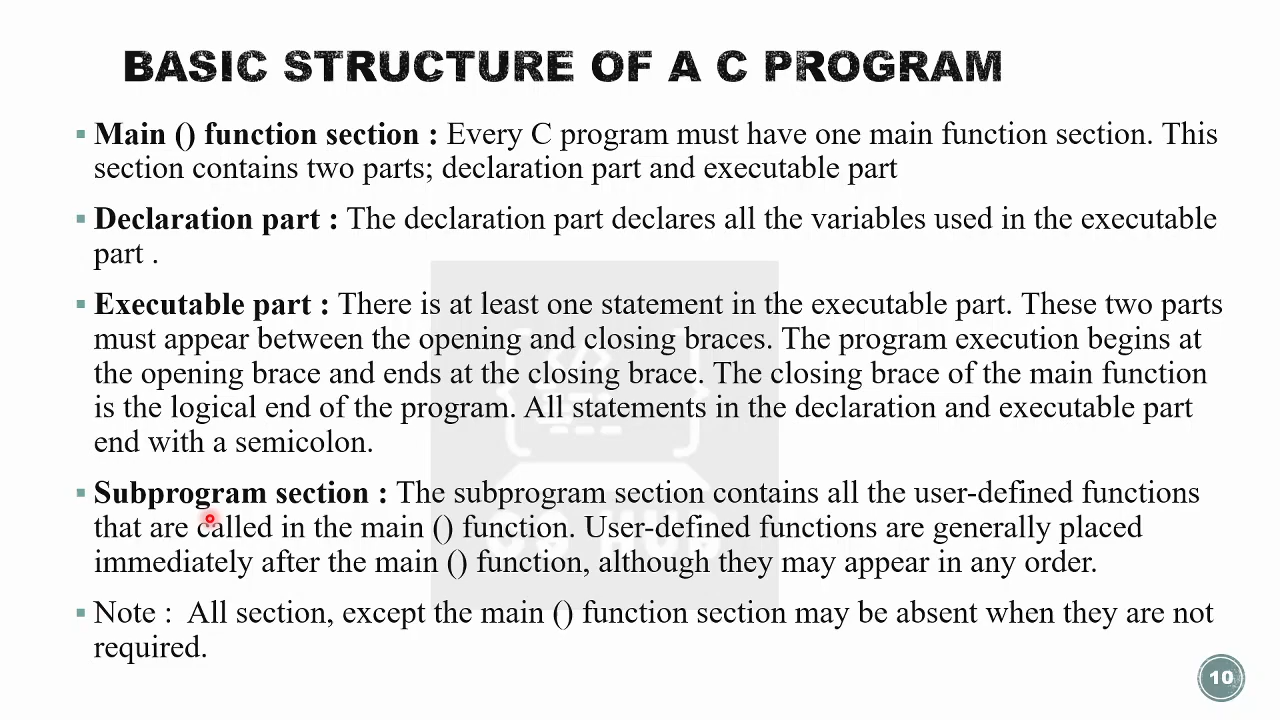 BASIC STRUCTURE OF A C PROGRAM
Main () function section : Every C program must have one main function section. This
section contains two parts; declaration part and executable part
Declaration part : The declaration part declares all the variables used in the executable
part .
Executable part : There is at least one statement in the executable part. These two parts
must appear between the opening and closing braces. The program execution begins at
the opening brace and ends at the closing brace. The closing brace of the main function
is the logical end of the program. All statements in the declaration and executable part
end with a semicolon.
Subprogram section : The subprogram section contains all the user-defined functions
that are called in the main () function. User-defined functions are generally placed
immediately after the main () function, although they may appear in any order.
Note :  All section, except the main () function section may be absent when they are not
required.
10